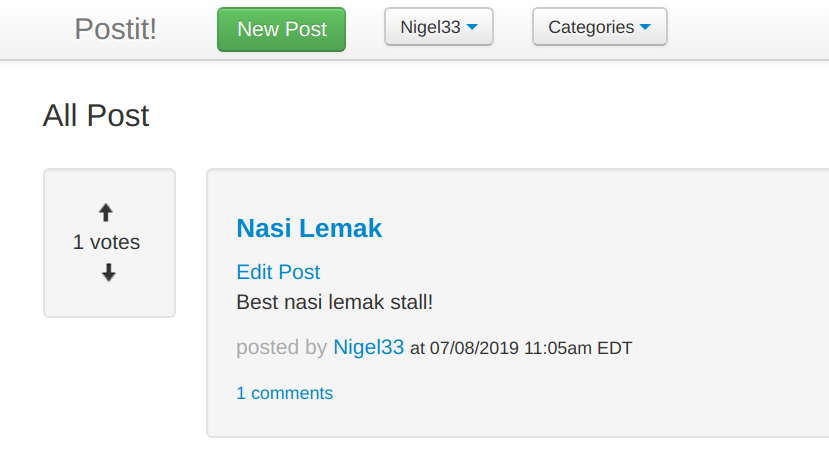 Postit! New Post Nigel33 Categories
All Post
1 votes
Nasi Lemak
Edit Post
Best nasi lemak stall!
posted by Nigel33 at 07/08/2019 11:05am EDT
1 comments